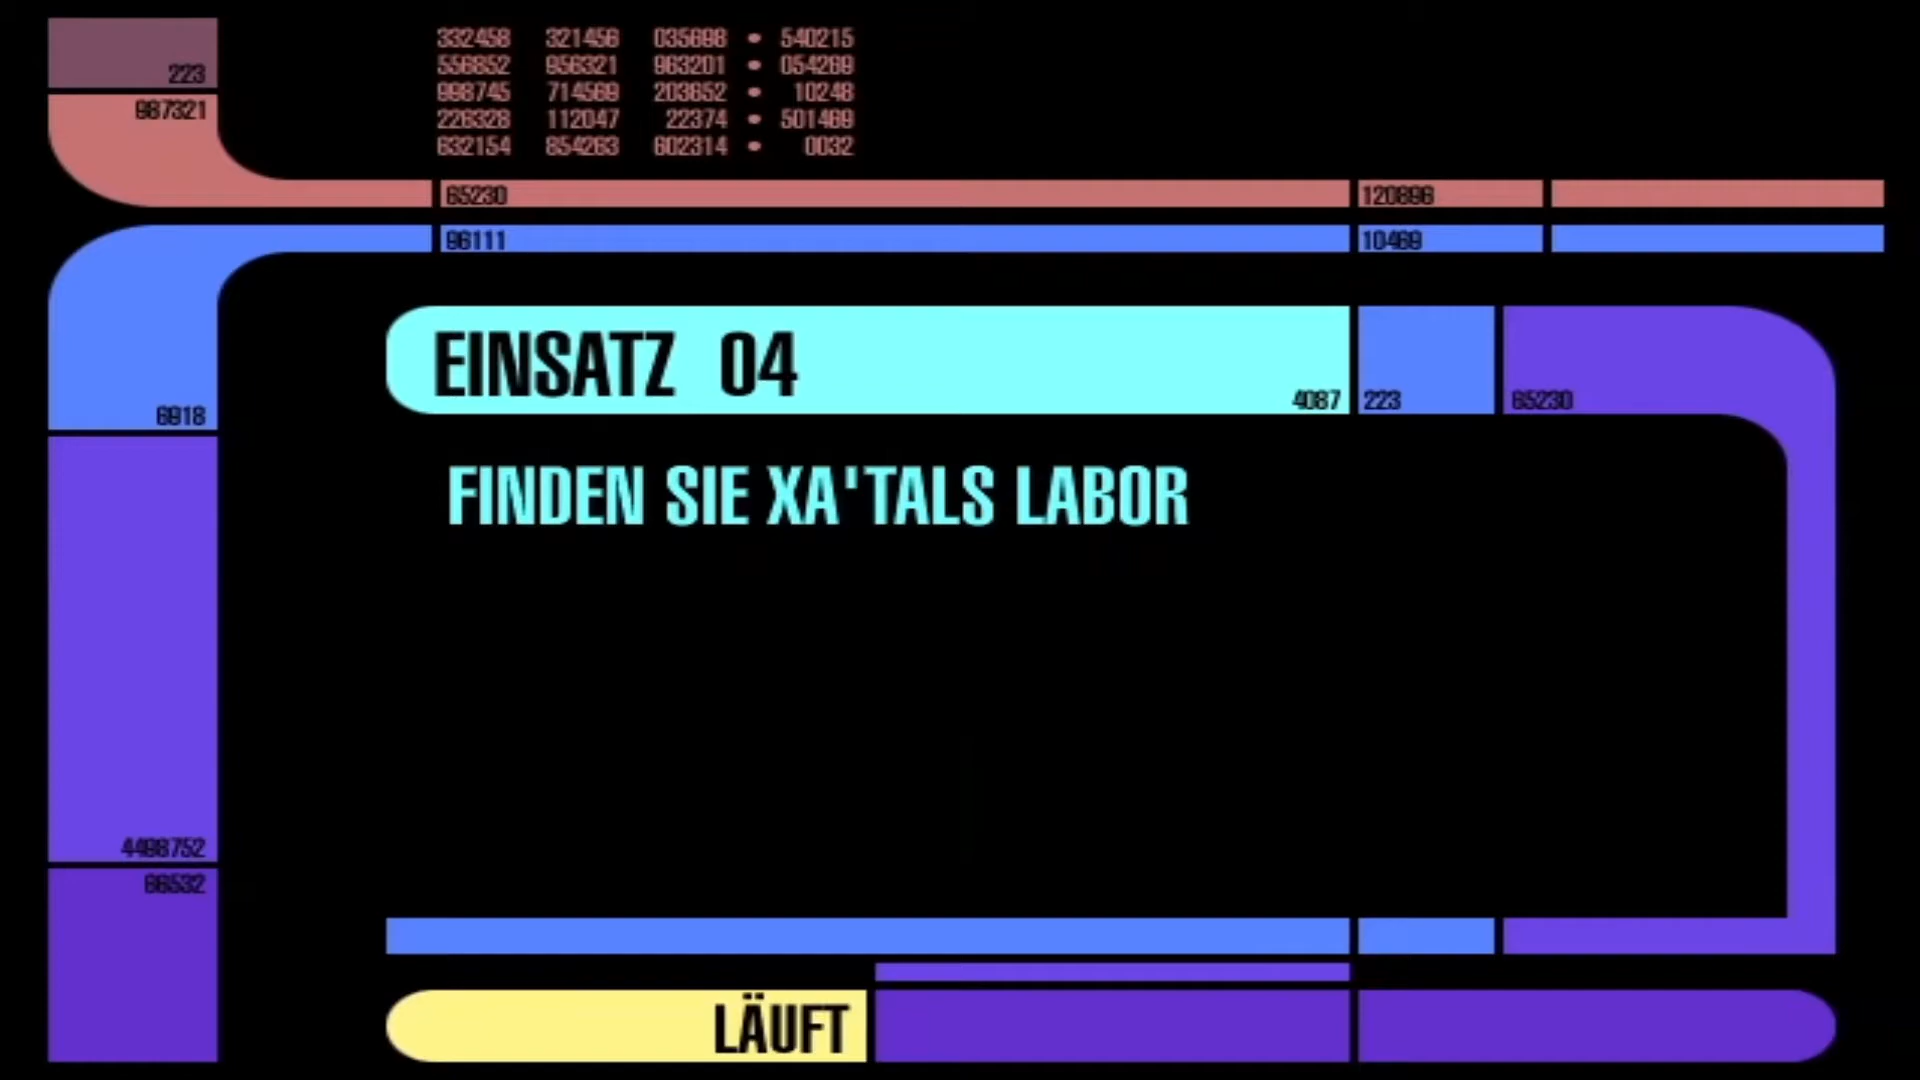 332458 321456 035698 • 540215
556852 956321 963201 • 054269
998745 714569 203652 • 10248
226328 112047 22374 • 501469
632154 854263 602314 • 0032
223
987321
65230 120896
96111 10469
EINSATZ 04
4087 223 65230
6918
FINDEN SIE XA'TALS LABOR
4498752
86532
LÄUFT